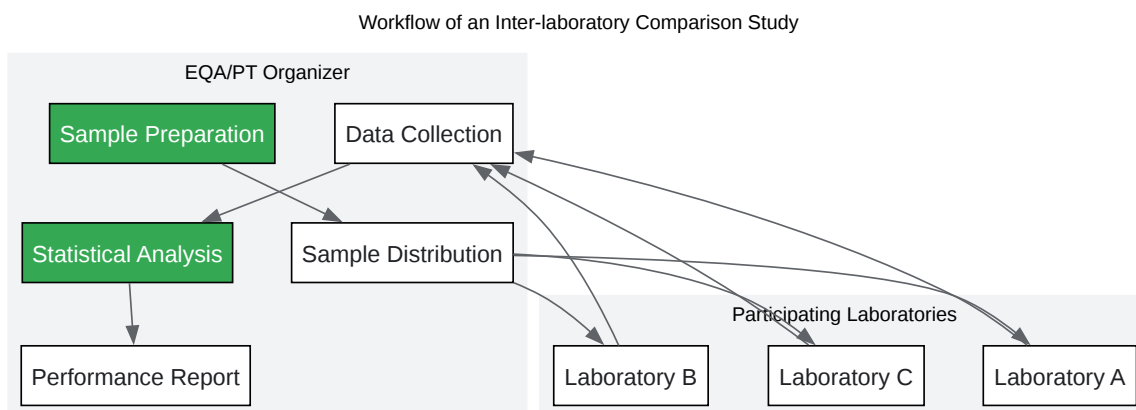 Workflow of an Inter-laboratory Comparison Study
EQA/PT Organizer
Sample Preparation
Data Collection
Statistical Analysis
Sample Distribution
Participating Laboratories
Performance Report
Laboratory B
Laboratory C
Laboratory A